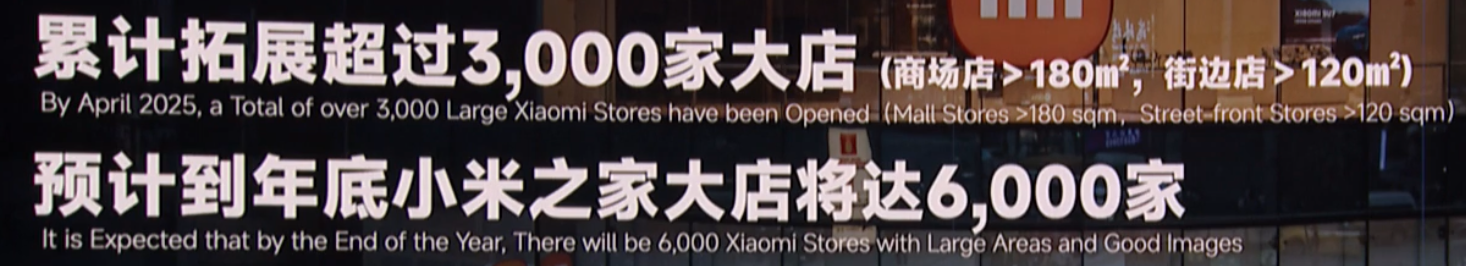 累计拓展超过3,000家大店 (商场店>180m², 街边店>120m²)
By April 2025, a Total of over 3,000 Large Xiaomi Stores have been Opened (Mall Stores >180 sqm, Street-front Stores >120 sqm)
预计到年底小米之家大店将达6,000家
It is Expected that by the End of the Year, There will be 6,000 Xiaomi Stores with Large Areas and Good Images